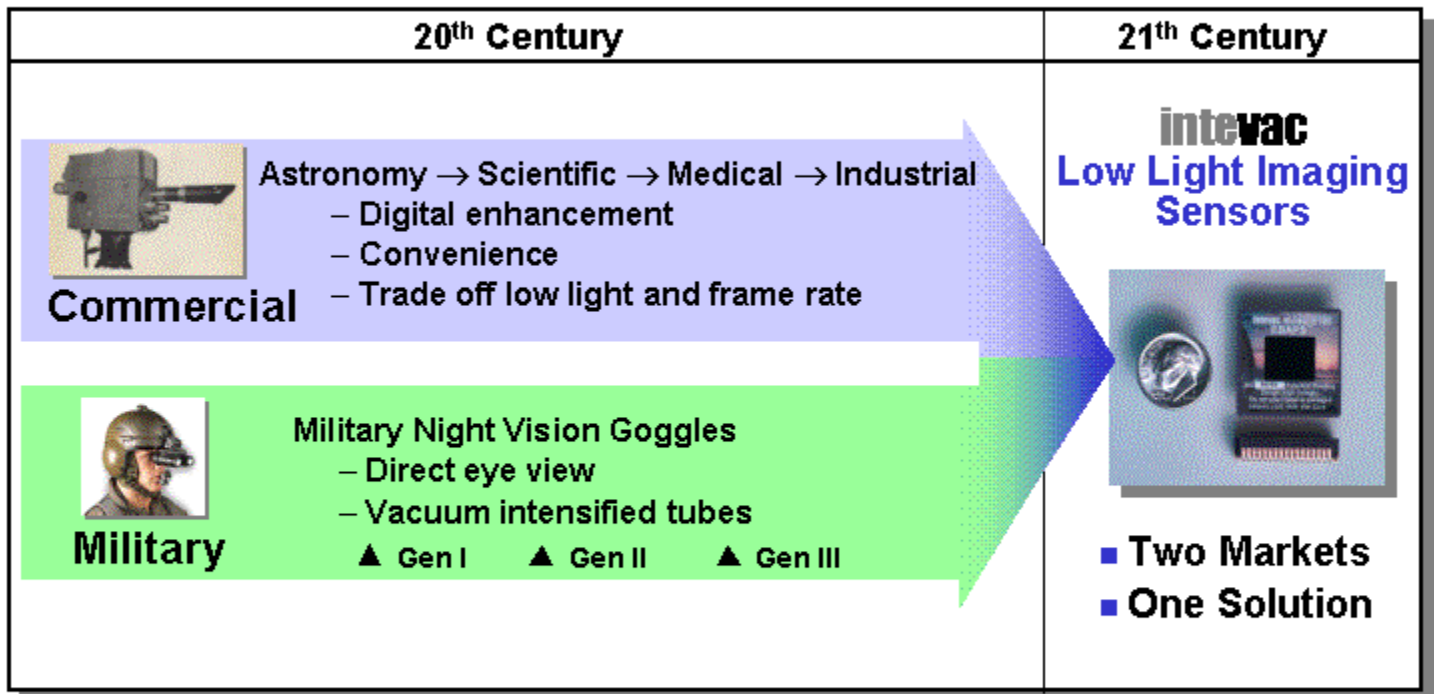 20th Century
21th Century
Astronomy → Scientific → Medical → Industrial
– Digital enhancement
– Convenience
– Trade off low light and frame rate
Commercial
Military Night Vision Goggles
– Direct eye view
– Vacuum intensified tubes
▲ Gen I ▲ Gen II ▲ Gen III
Military
intevac
Low Light Imaging
Sensors
■ Two Markets
■ One Solution